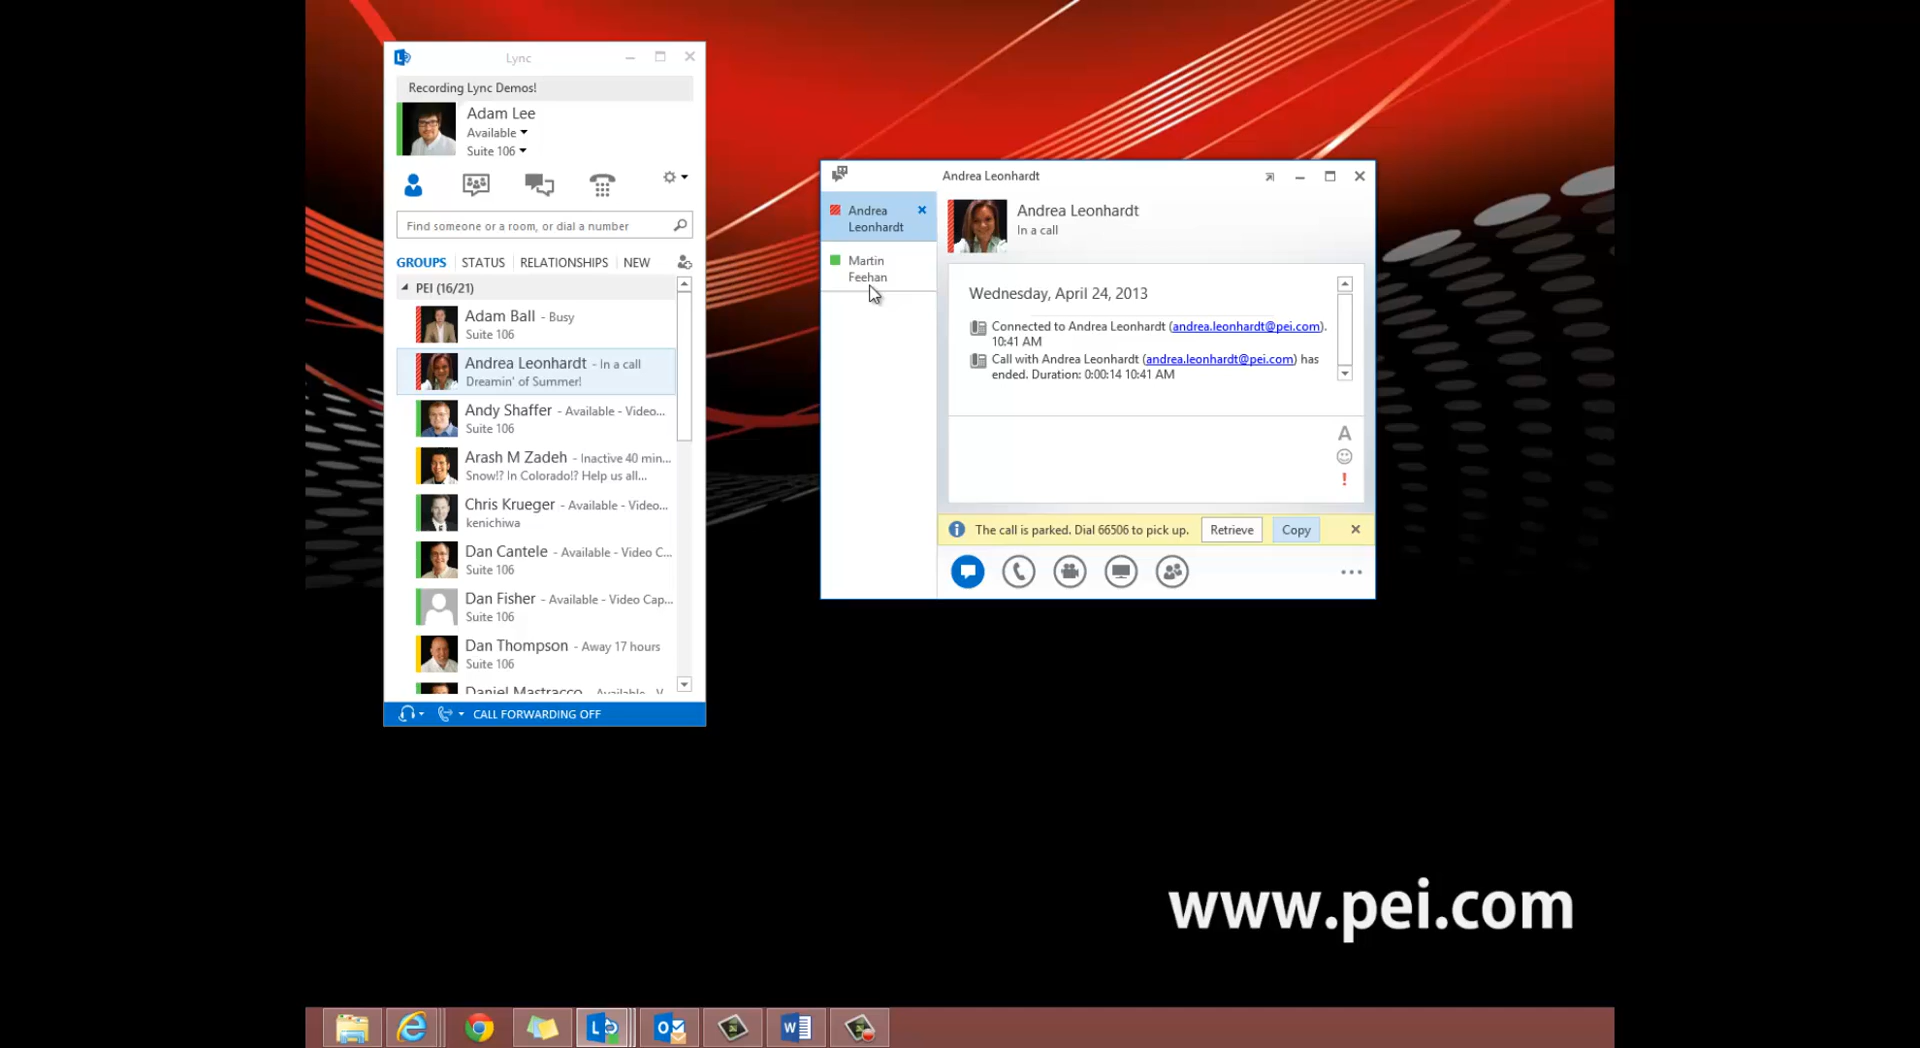 Lync
Recording Lync Demos!
Adam Lee
Available
Suite 106
Find someone or a room, or dial a number
GROUPS STATUS RELATIONSHIPS NEW
PEI (16/21)
Adam Ball - Busy
Suite 106
Andrea Leonhardt - In a call
Dreamin' of Summer!
Andy Shaffer - Available - Video...
Suite 106
Arash M Zadeh - Inactive 40 min...
Snow!? In Colorado!? Help us all...
Chris Krueger - Available - Video...
kenichiwa
Dan Cantele - Available - Video C...
Suite 106
Dan Fisher - Available - Video Cap...
Suite 106
Dan Thompson - Away 17 hours
Suite 106
Daniel Mastracco - Available - V
CALL FORWARDING OFF
Andrea Leonhardt
Andrea
Leonhardt
Martin
Feehan
Andrea Leonhardt
In a call
Wednesday, April 24, 2013
Connected to Andrea Leonhardt (andrea.leonhardt@pei.com).
10:41 AM
Call with Andrea Leonhardt (andrea.leonhardt@pei.com) has
ended. Duration: 0:00:14 10:41 AM
A
The call is parked. Dial 66506 to pick up. Retrieve Copy
www.pei.com